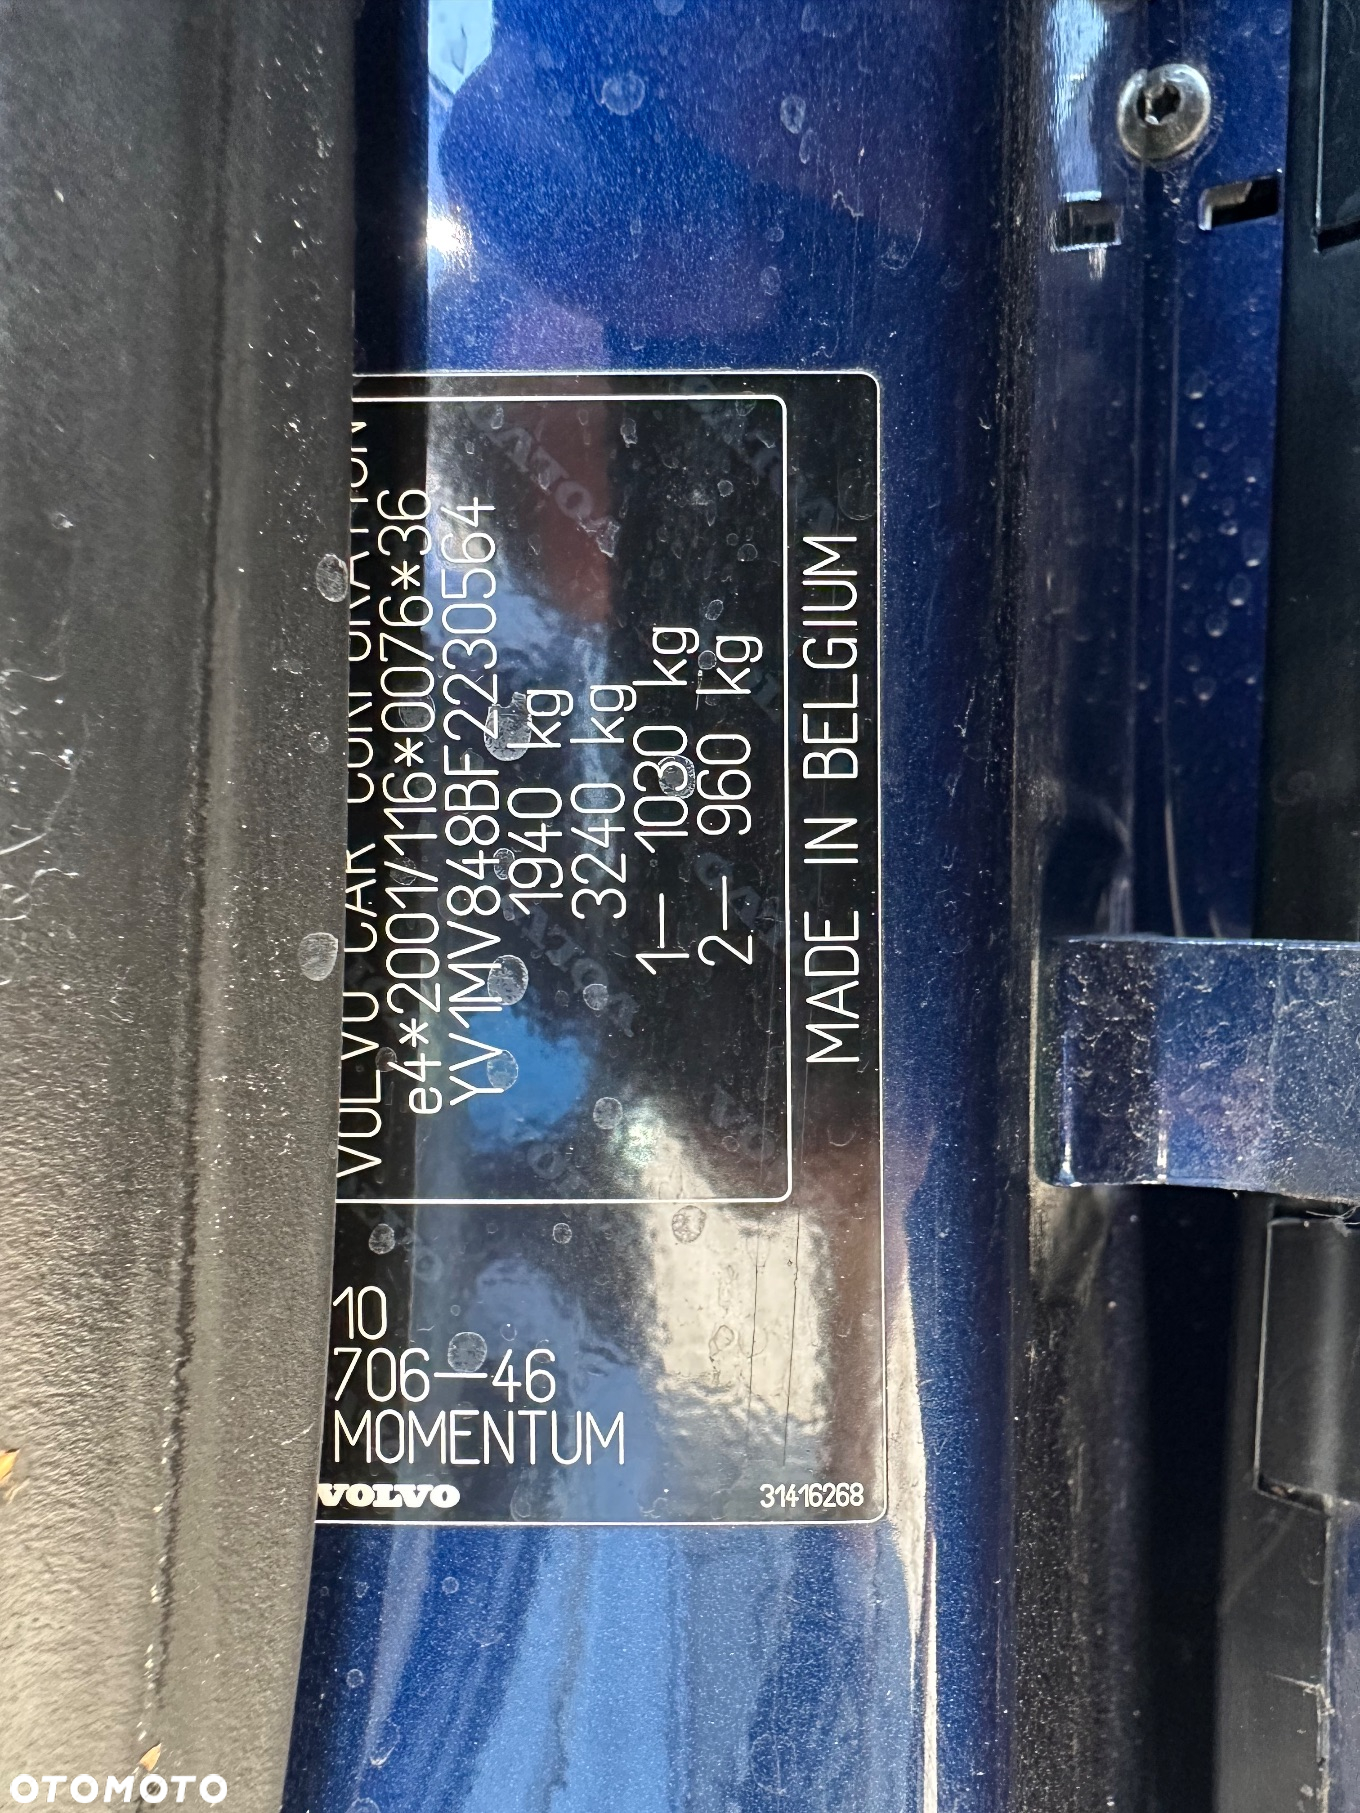 VOLVO CAR CORPORATION
e4*2001/116*0076*36
YV1MV848BF2230564
1940 kg
3240 kg
1— 1030 kg
2— 960 kg
MADE IN BELGIUM
10
706—46
MOMENTUM
VOLVO
31416268
OTOMOTO